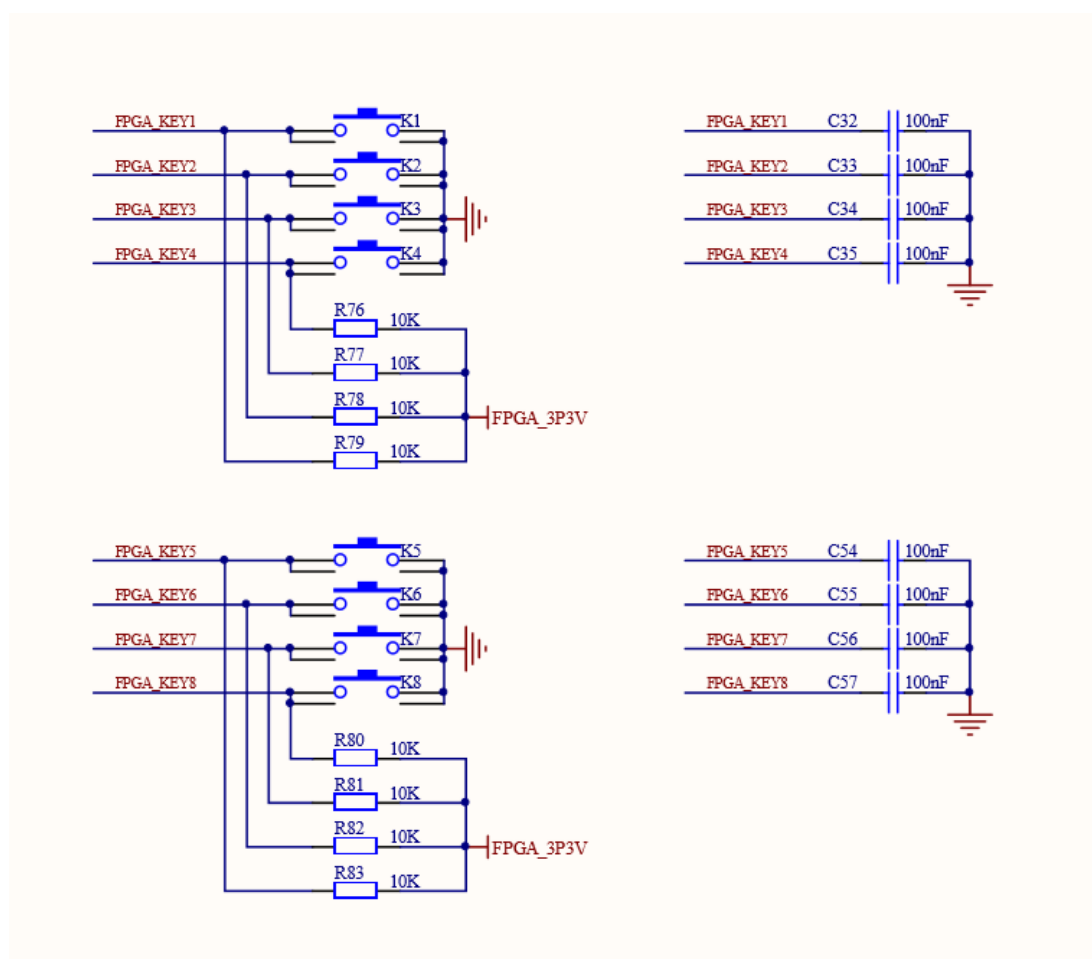 FPGA_KEY1 K1 FPGA_KEY1 C32 100nF
FPGA_KEY2 K2 FPGA_KEY2 C33 100nF
FPGA_KEY3 K3 FPGA_KEY3 C34 100nF
FPGA_KEY4 K4 FPGA_KEY4 C35 100nF
R76 10K
R77 10K
R78 10K
FPGA_3P3V
R79 10K
FPGA_KEY5 K5 FPGA_KEY5 C54 100nF
FPGA_KEY6 K6 FPGA_KEY6 C55 100nF
FPGA_KEY7 K7 FPGA_KEY7 C56 100nF
FPGA_KEY8 K8 FPGA_KEY8 C57 100nF
R80 10K
R81 10K
R82 10K
FPGA_3P3V
R83 10K